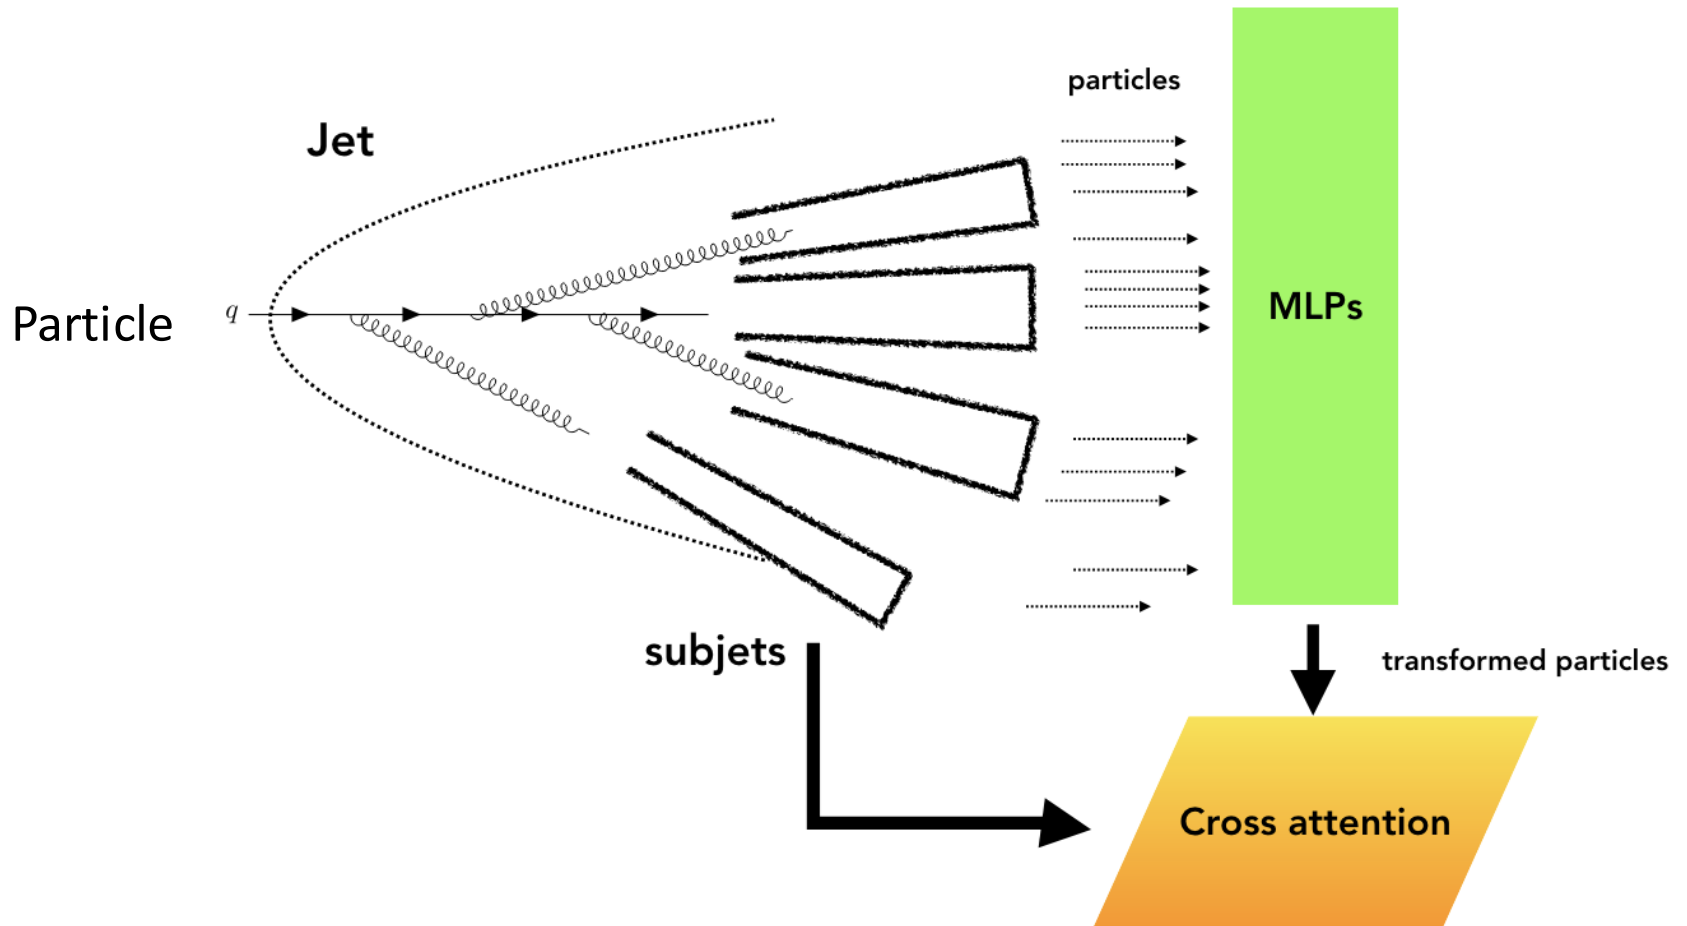 particles
Jet
Particle
q
MLPs
subjets
transformed particles
Cross attention